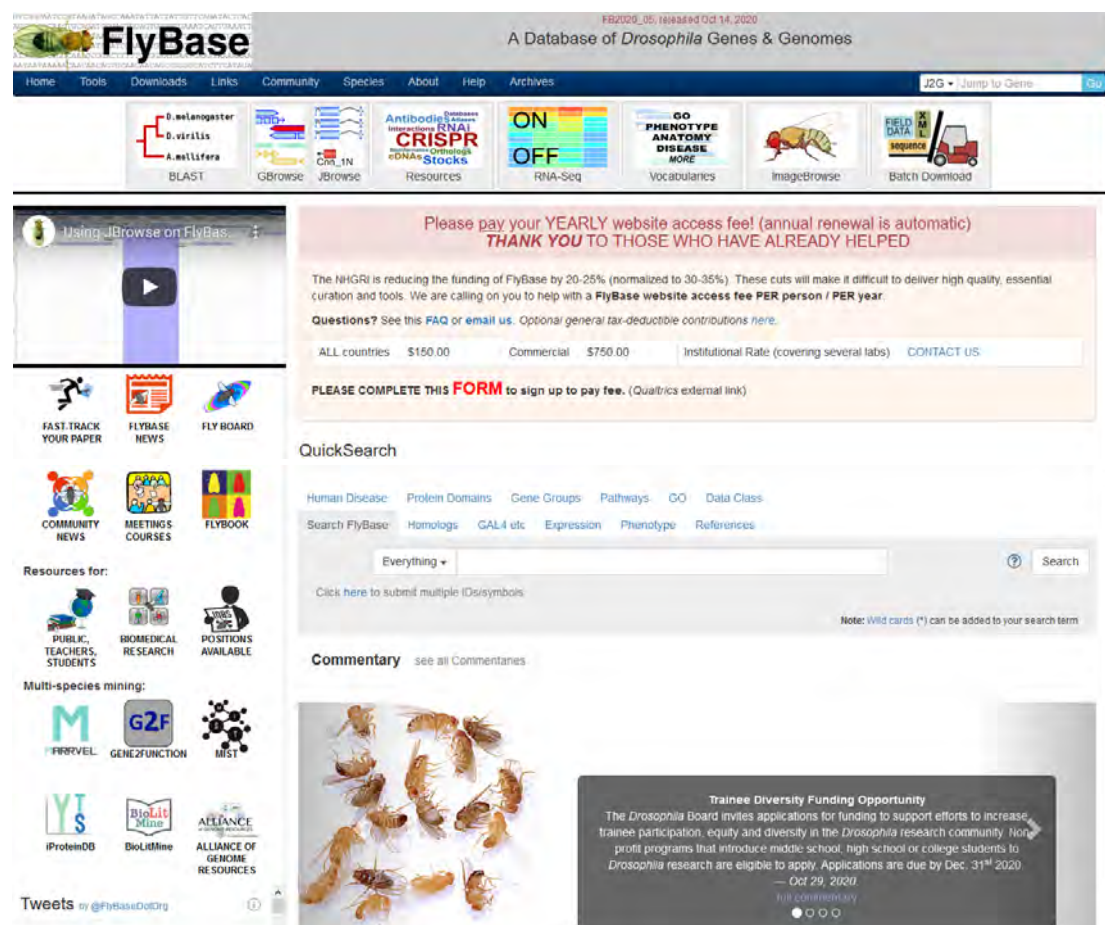 FlyBase
FB2020_05, released Oct 14, 2020
A Database of Drosophila Genes & Genomes
Home Tools Downloads Links Community Species About Help Archives
J2G Jump to Gene Go
D.melanogaster
D.virilis
A.mellifera
BLAST
GBrowse
Cnn_1N
JBrowse
Antibodies Databases Atlases
Interactions RNAi
CRISPR
Orthologs
cDNAs Stocks
Resources
ON
OFF
RNA-Seq
GO
PHENOTYPE
ANATOMY
DISEASE
MORE
Vocabularies
ImageBrowse
FIELD
DATA
XML
sequence
Batch Download
Using JBrowse on FlyBas...
Please pay your YEARLY website access fee! (annual renewal is automatic)
THANK YOU TO THOSE WHO HAVE ALREADY HELPED
The NHGRI is reducing the funding of FlyBase by 20-25% (normalized to 30-35%). These cuts will make it difficult to deliver high quality, essential
curation and tools. We are calling on you to help with a FlyBase website access fee PER person / PER year.
Questions? See this FAQ or email us. Optional general tax-deductible contributions here.
ALL countries $150.00 Commercial $750.00 Institutional Rate (covering several labs) CONTACT US
PLEASE COMPLETE THIS FORM to sign up to pay fee. (Qualtrics external link)
FAST-TRACK
YOUR PAPER
FLYBASE
NEWS
FLY BOARD
COMMUNITY
NEWS
MEETINGS
COURSES
FLYBOOK
Resources for:
PUBLIC,
TEACHERS,
STUDENTS
BIOMEDICAL
RESEARCH
JOBS
POSITIONS
AVAILABLE
Multi-species mining:
M
MARRVEL
G2F
GENE2FUNCTION
MIST
iProteinDB
BioLit
Mine
BioLitMine
ALLIANCE
ALLIANCE OF
GENOME
RESOURCES
Tweets by @FlyBaseDotOrg
QuickSearch
Human Disease Protein Domains Gene Groups Pathways GO Data Class
Search FlyBase Homologs GAL4 etc Expression Phenotype References
Everything
? Search
Click here to submit multiple IDs/symbols
Note: Wild cards (*) can be added to your search term
Commentary see all Commentaries
Trainee Diversity Funding Opportunity
The Drosophila Board invites applications for funding to support efforts to increase
trainee participation, equity and diversity in the Drosophila research community. Non-
profit programs that introduce middle school, high school or college students to
Drosophila research are eligible to apply. Applications are due by Dec. 31st 2020.
— Oct 29, 2020
full commentary